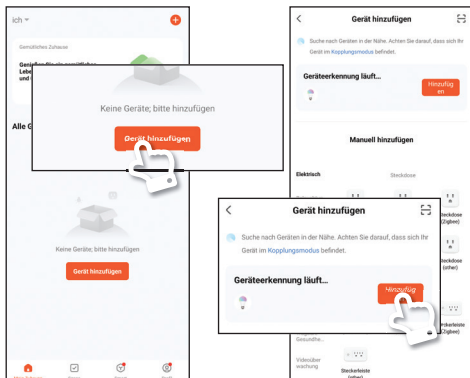 ich
Gemütliches Zuhause
Alle G
Keine Geräte; bitte hinzufügen
Gerät hinzufügen
Keine Geräte; bitte hinzufügen
Gerät hinzufügen
Gerät hinzufügen
Suche nach Geräten in der Nähe. Achten Sie darauf, dass sich Ihr
Gerät im Kopplungsmodus befindet.
Geräteerkennung läuft...
Hinzufüg
en
Manuell hinzufügen
Elektrisch
Steckdose
Steckdose
(Zigbee)
Steckdose
(other)
Gerät hinzufügen
Suche nach Geräten in der Nähe. Achten Sie darauf, dass sich Ihr
Gerät im Kopplungsmodus befindet.
Geräteerkennung läuft...
Hinzufüg
(Zigbee)
Gesundhe...
Videoüber
wachung
Steckerleiste
(other)